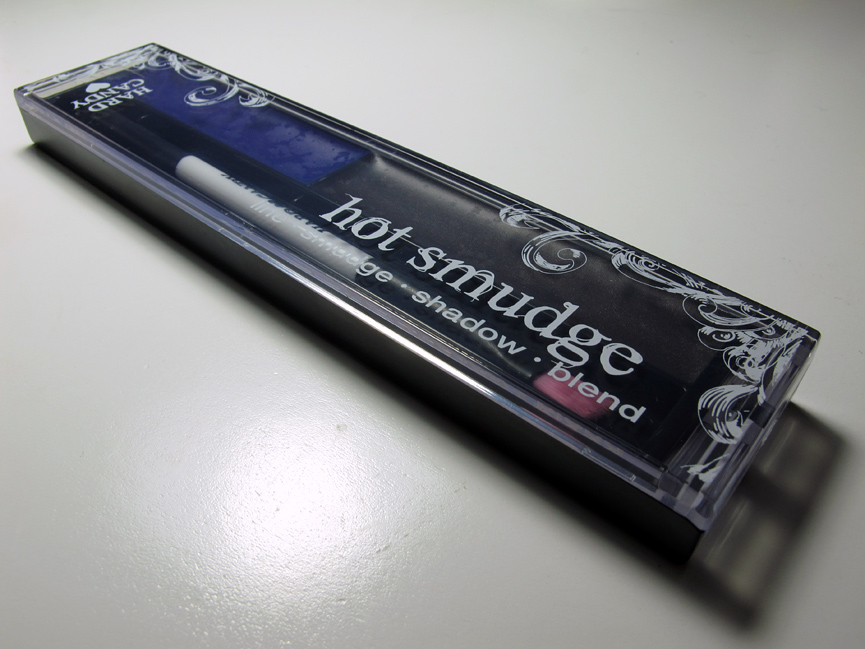 HARD
CANDY
hot smudge
line · smudge · shadow · blend